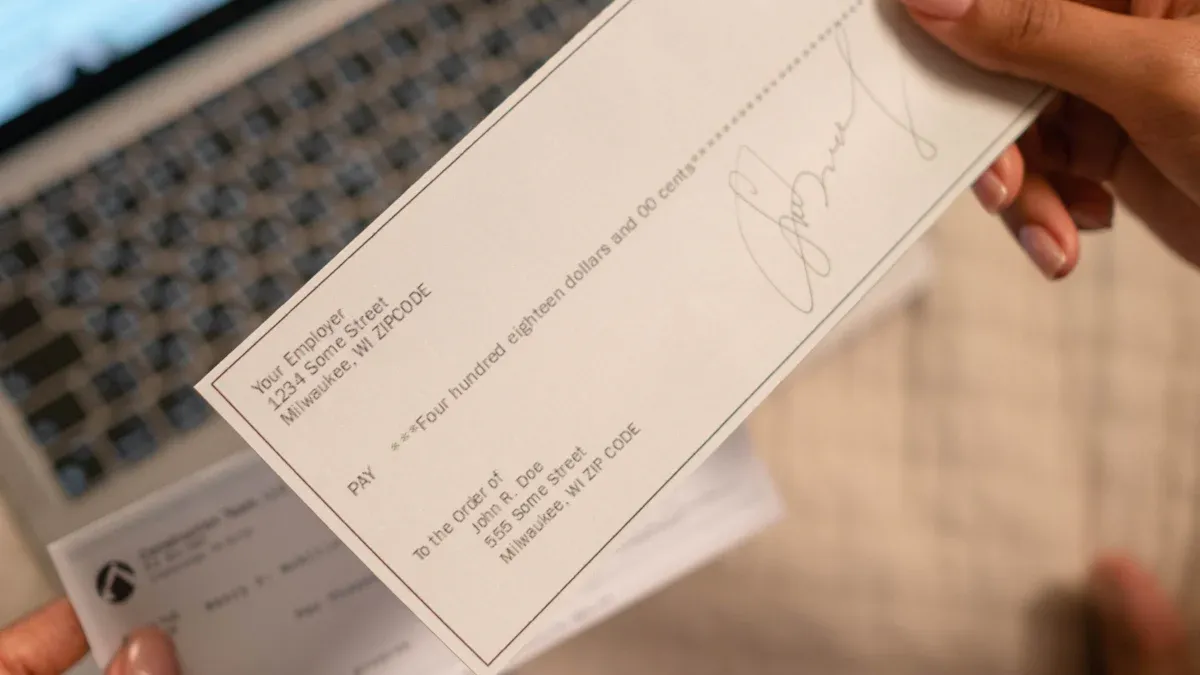 Your Employer
1234 Some Street
Milwaukee, WI ZIPCODE
PAY ***Four hundred eighteen dollars and 00 cents
To the Order of
John R. Doe
555 Some Street
Milwaukee, WI ZIP CODE
Construction